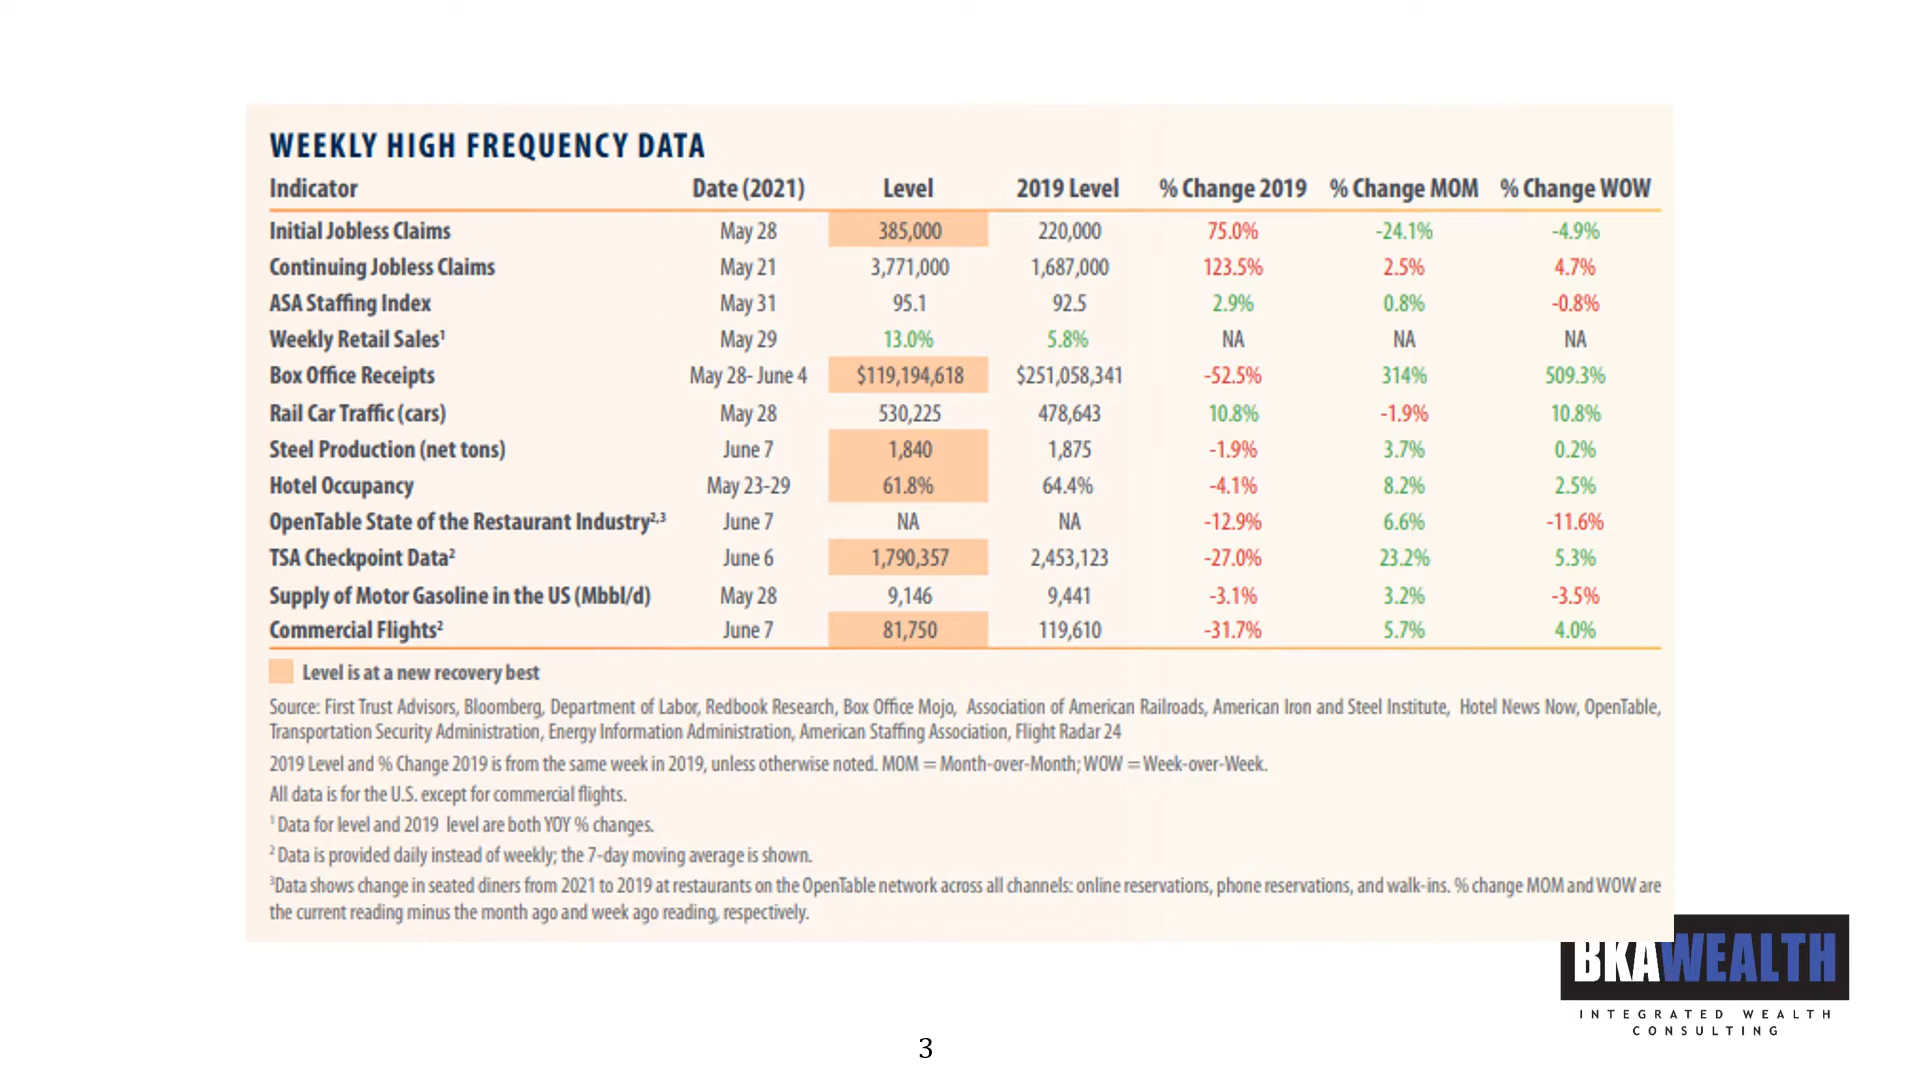 WEEKLY HIGH FREQUENCY DATA
Indicator Date (2021) Level 2019 Level % Change 2019 % Change MOM % Change WOW
Initial Jobless Claims May 28 385,000 220,000 75.0% -24.1% -4.9%
Continuing Jobless Claims May 21 3,771,000 1,687,000 123.5% 2.5% 4.7%
ASA Staffing Index May 31 95.1 92.5 2.9% 0.8% -0.8%
Weekly Retail Sales¹ May 29 13.0% 5.8% NA NA NA
Box Office Receipts May 28- June 4 $119,194,618 $251,058,341 -52.5% 314% 509.3%
Rail Car Traffic (cars) May 28 530,225 478,643 10.8% -1.9% 10.8%
Steel Production (net tons) June 7 1,840 1,875 -1.9% 3.7% 0.2%
Hotel Occupancy May 23-29 61.8% 64.4% -4.1% 8.2% 2.5%
OpenTable State of the Restaurant Industry²,³ June 7 NA NA -12.9% 6.6% -11.6%
TSA Checkpoint Data² June 6 1,790,357 2,453,123 -27.0% 23.2% 5.3%
Supply of Motor Gasoline in the US (Mbbl/d) May 28 9,146 9,441 -3.1% 3.2% -3.5%
Commercial Flights² June 7 81,750 119,610 -31.7% 5.7% 4.0%
Level is at a new recovery best
Source: First Trust Advisors, Bloomberg, Department of Labor, Redbook Research, Box Office Mojo, Association of American Railroads, American Iron and Steel Institute, Hotel News Now, OpenTable,
Transportation Security Administration, Energy Information Administration, American Staffing Association, Flight Radar 24
2019 Level and % Change 2019 is from the same week in 2019, unless otherwise noted. MOM = Month-over-Month; WOW = Week-over-Week.
All data is for the U.S. except for commercial flights.
¹ Data for level and 2019 level are both YOY % changes.
² Data is provided daily instead of weekly; the 7-day moving average is shown.
³Data shows change in seated diners from 2021 to 2019 at restaurants on the OpenTable network across all channels: online reservations, phone reservations, and walk-ins. % change MOM and WOW are
the current reading minus the month ago and week ago reading, respectively.
BKAWEALTH
INTEGRATED WEALTH
CONSULTING
3